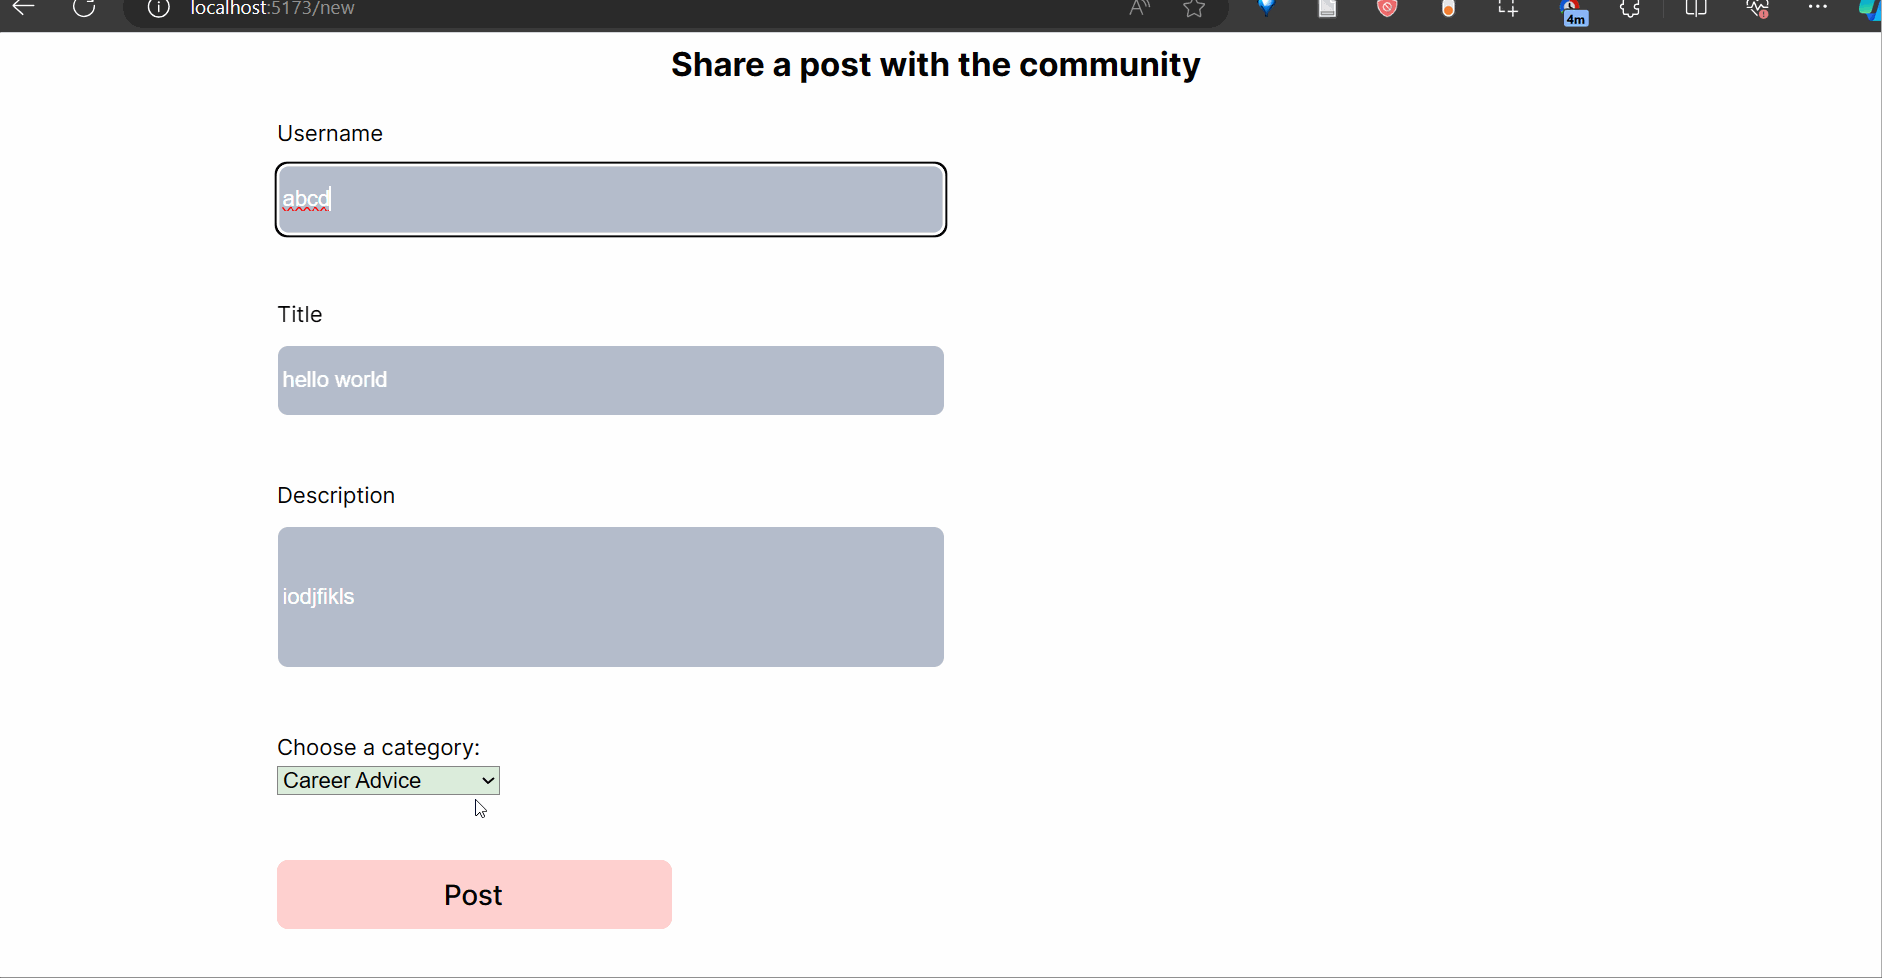 localhost:5173/new
4m
Share a post with the community
Username
abcd
Title
hello world
Description
iodjfikls
Choose a category:
Career Advice
Post